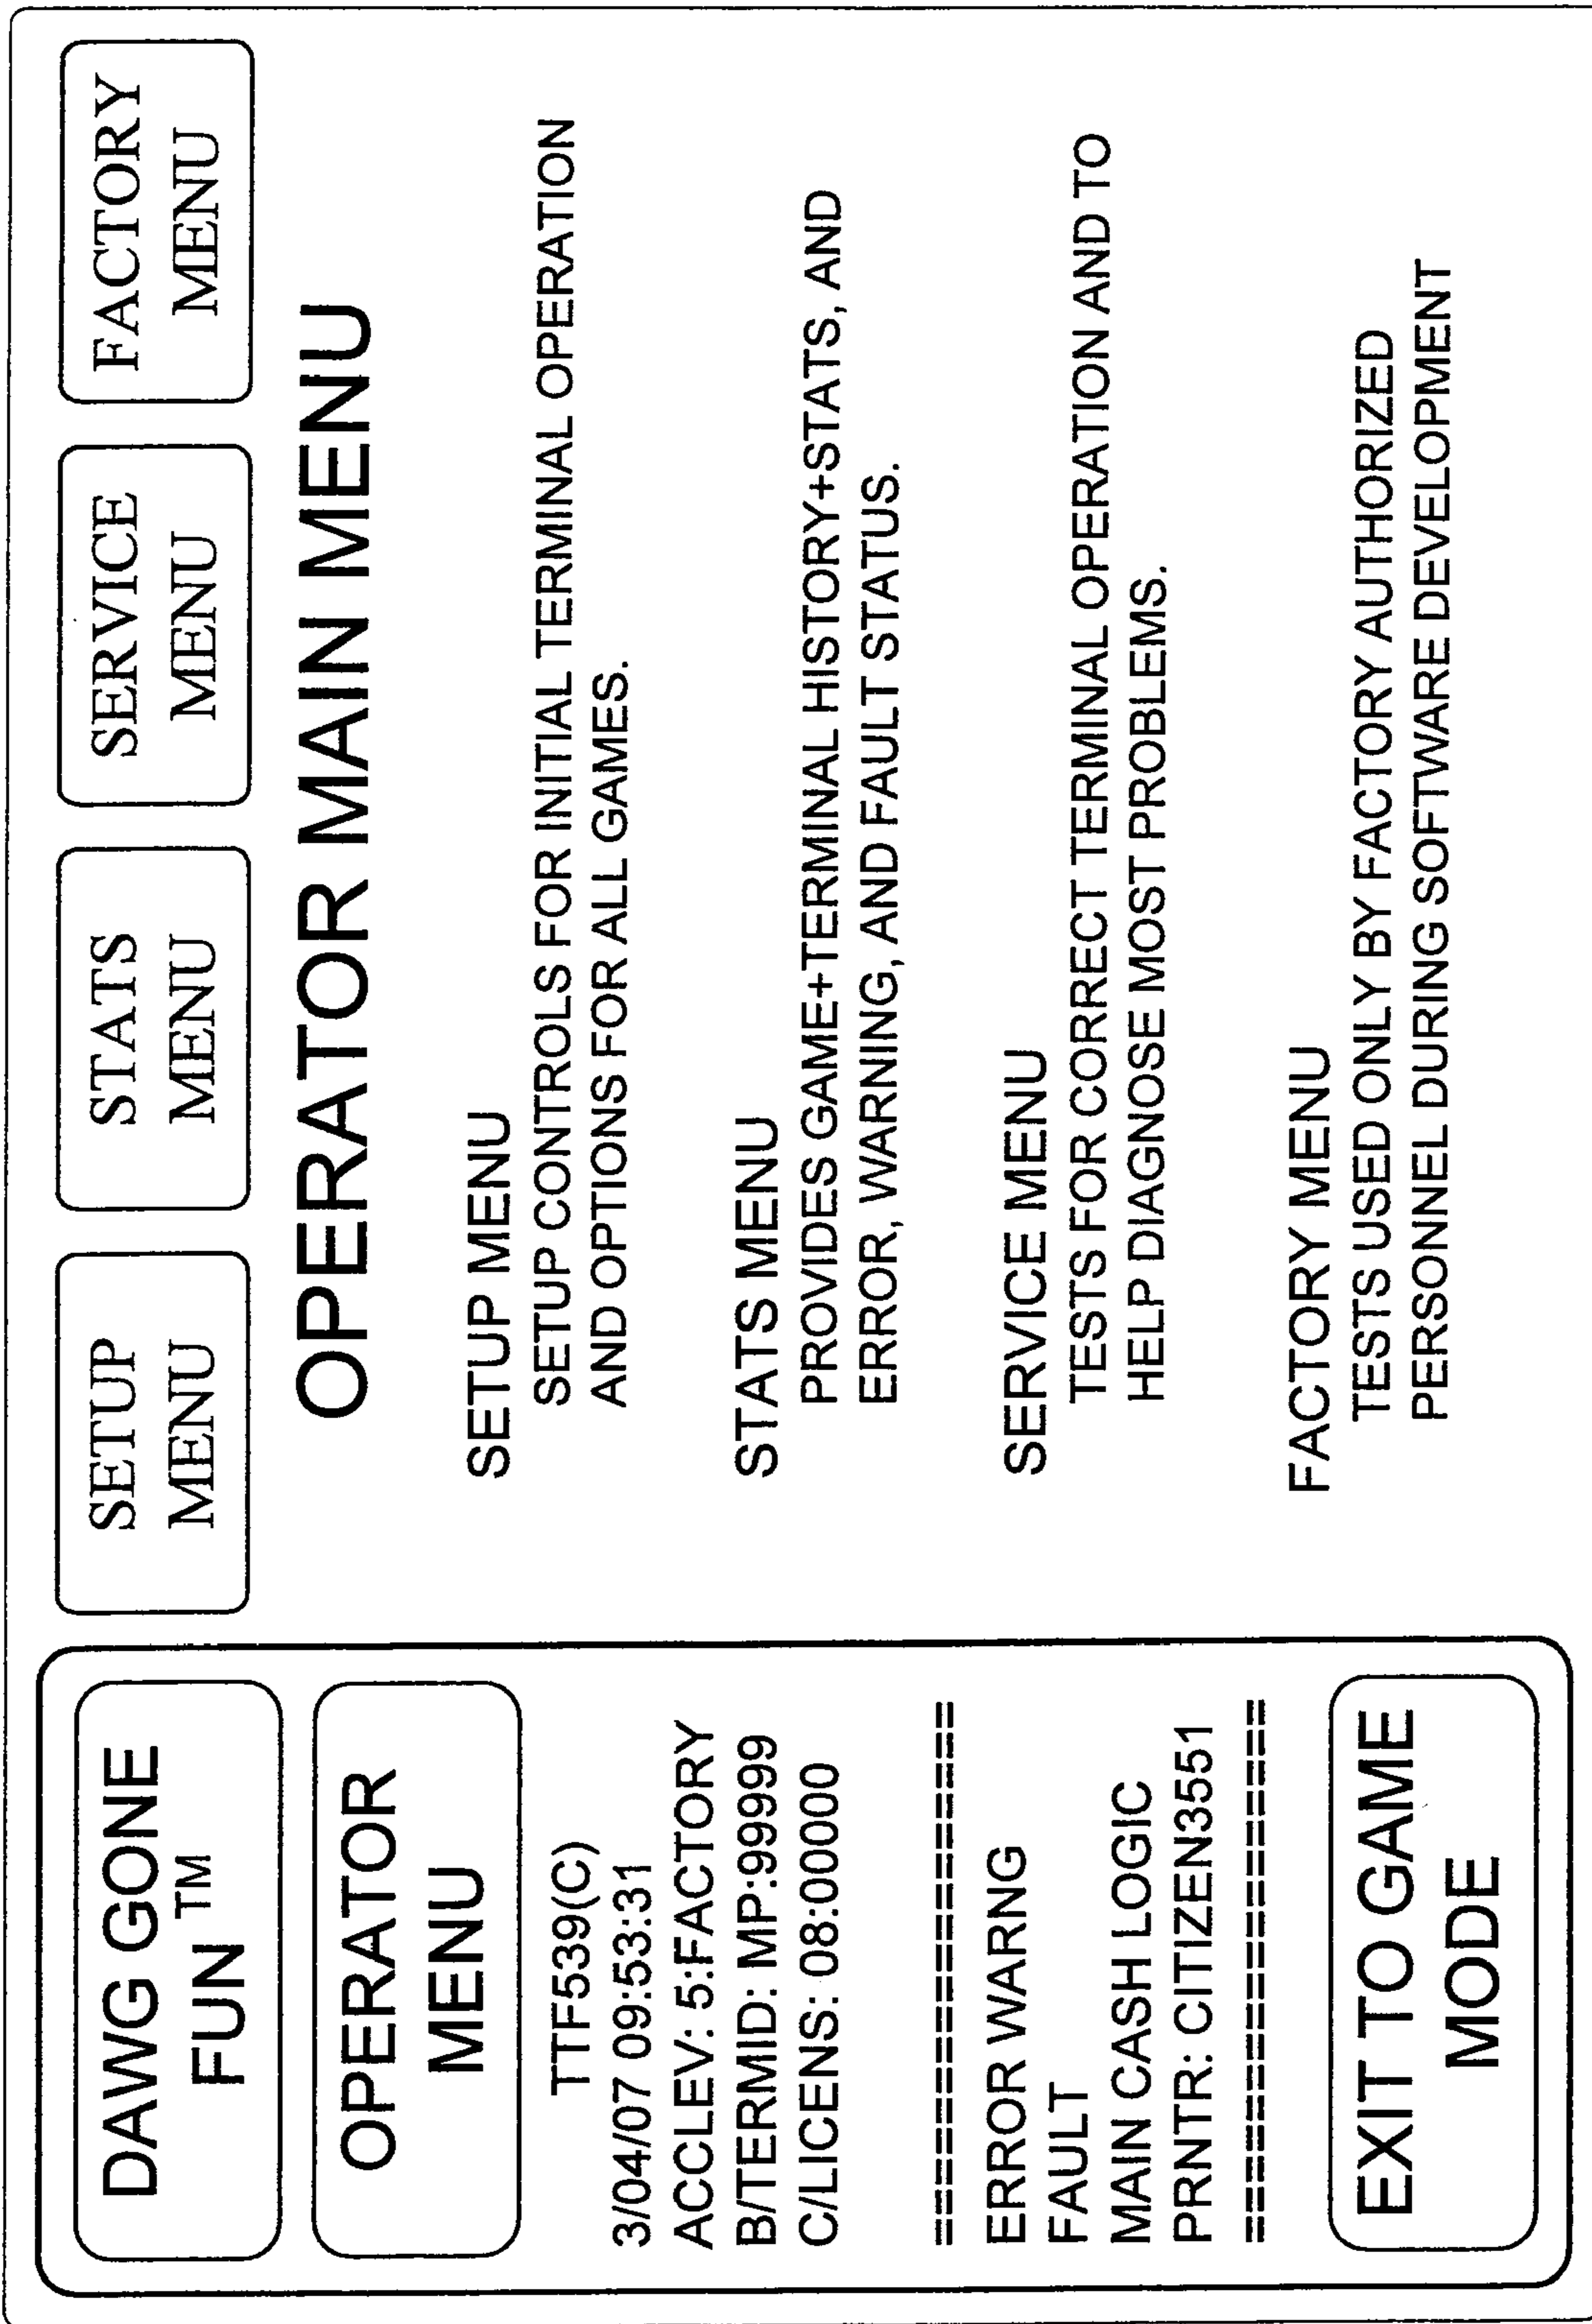 DAWG GONE
FUN ™
OPERATOR
MENU
TTF539(C)
3/04/07 09:53:31
ACCLEV: 5:FACTORY
B/TERMID: MP:99999
C/LICENS: 08:00000
==================
ERROR WARNG
FAULT
MAIN CASH LOGIC
PRNTR: CITIZEN3551
==================
EXIT TO GAME
MODE
SETUP
MENU
STATS
MENU
SERVICE
MENU
FACTORY
MENU
OPERATOR MAIN MENU
SETUP MENU
SETUP CONTROLS FOR INITIAL TERMINAL OPERATION
AND OPTIONS FOR ALL GAMES.
STATS MENU
PROVIDES GAME+TERMINAL HISTORY+STATS, AND
ERROR, WARNING, AND FAULT STATUS.
SERVICE MENU
TESTS FOR CORRECT TERMINAL OPERATION AND TO
HELP DIAGNOSE MOST PROBLEMS.
FACTORY MENU
TESTS USED ONLY BY FACTORY AUTHORIZED
PERSONNEL DURING SOFTWARE DEVELOPMENT